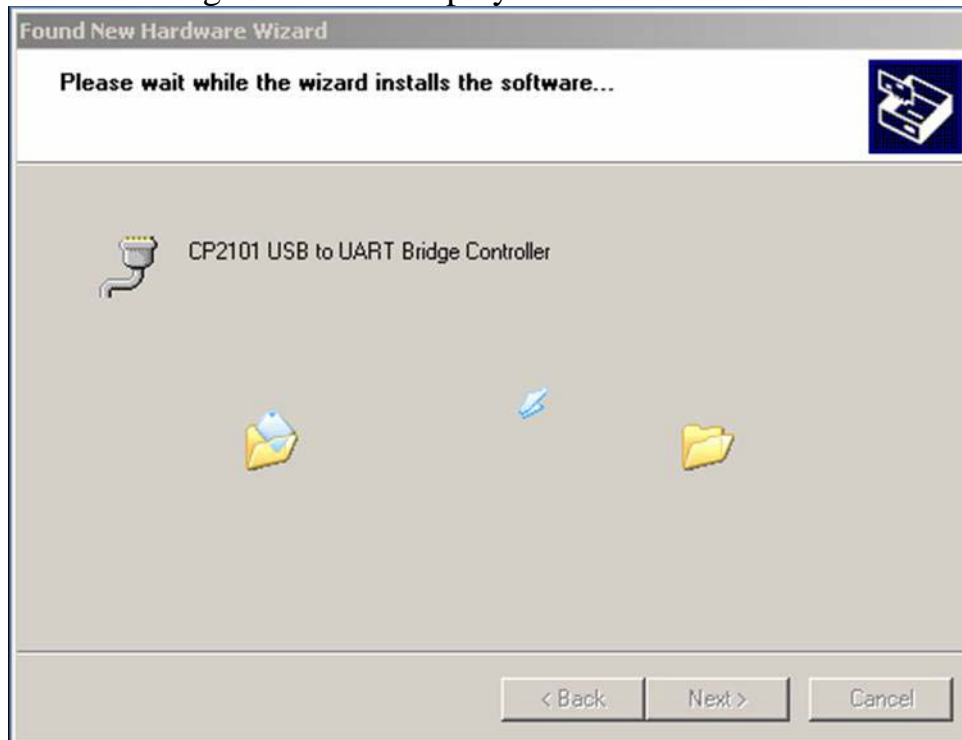 Found New Hardware Wizard
Please wait while the wizard installs the software...
CP2101 USB to UART Bridge Controller
< Back Next > Cancel